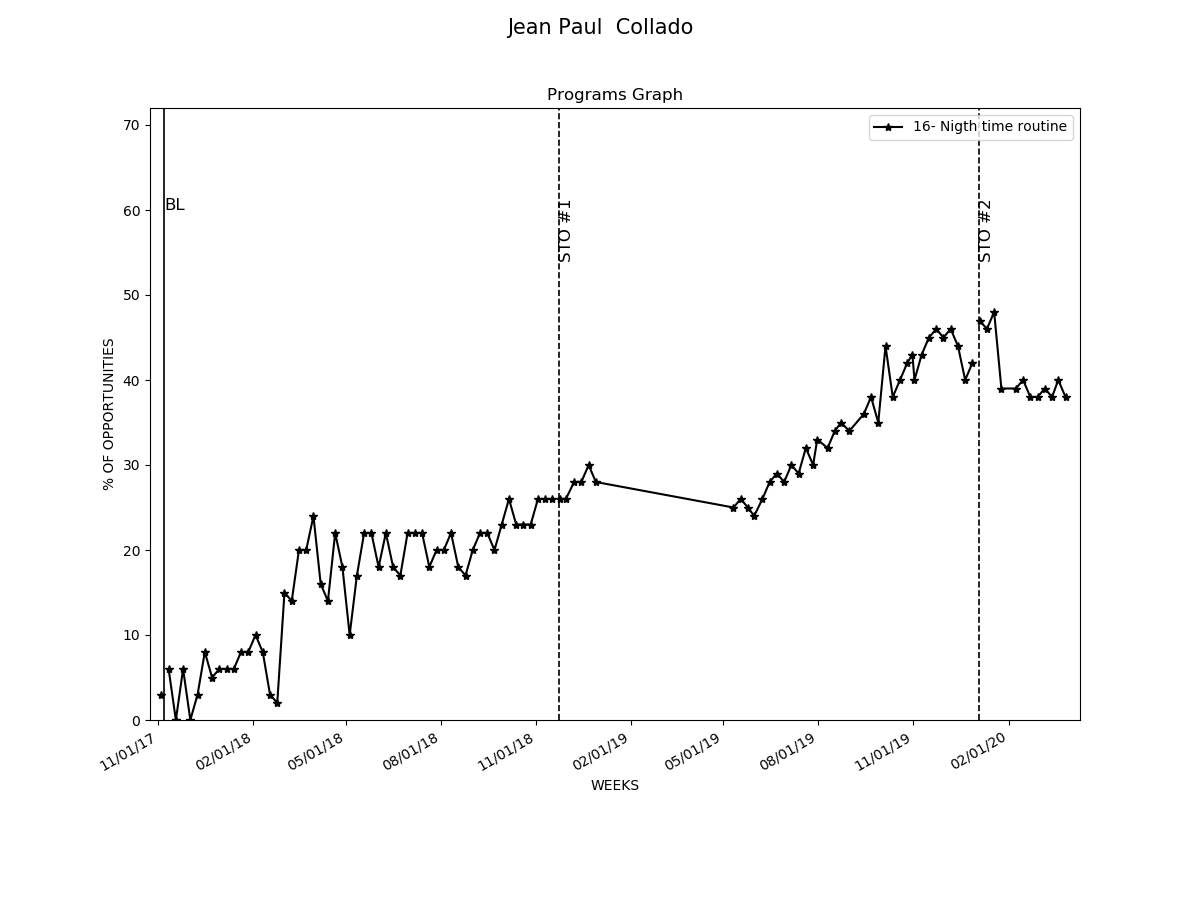 Jean Paul  Collado
Programs Graph
16- Nigth time routine
70
60
50
40
30
20
10
0
% OF OPPORTUNITIES
BL
STO #1
STO #2
11/01/17
02/01/18
05/01/18
08/01/18
11/01/18
02/01/19
05/01/19
08/01/19
11/01/19
02/01/20
WEEKS